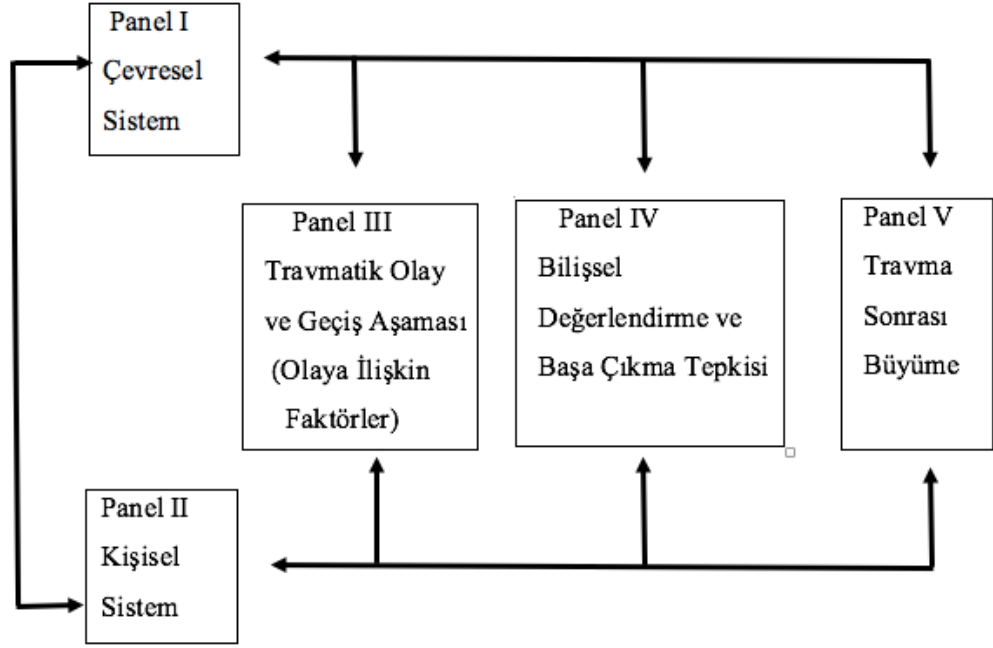 Panel I
Çevresel
Sistem
Panel III
Travmatik Olay
ve Geçiş Aşaması
(Olaya İlişkin
Faktörler)
Panel IV
Bilişsel
Değerlendirme ve
Başa Çıkma Tepkisi
Panel V
Travma
Sonrası
Büyüme
Panel II
Kişisel
Sistem